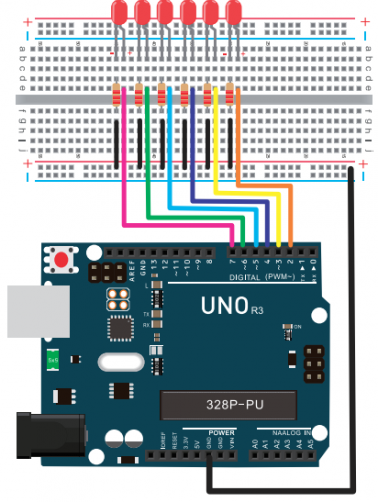 a b c d e
a b c d e
f g h i j
f g h i j
AREF
GND
13
12
~11
~10
~9
8
7
~6
~5
4
~3
2
TX ▶ 1
RX ▶ 0
DIGITAL (PWM~)
L
TX
RX
UNO R3
ON
5V5
328P-PU
POWER
NAALOG IN
IOREF
RESET
3.3V
5V
GND
GND
VIN
A0
A1
A2
A3
A4
A5